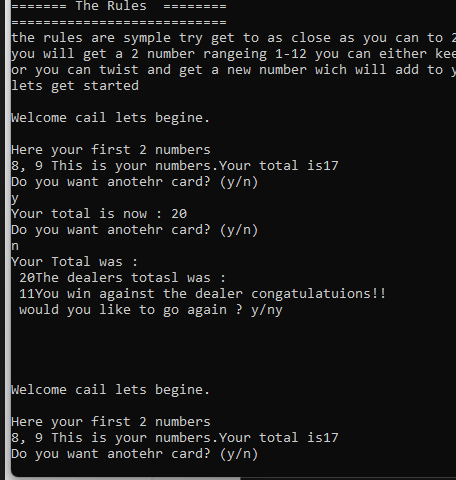 ======= The Rules  ========
===========================
the rules are symple try get to as close as you can to 2
you will get a 2 number rangeing 1-12 you can either kee
or you can twist and get a new number wich will add to y
lets get started
Welcome cail lets begine.
Here your first 2 numbers
8, 9 This is your numbers.Your total is17
Do you want anotehr card? (y/n)
y
Your total is now : 20
Do you want anotehr card? (y/n)
n
Your Total was :
20The dealers totasl was :
11You win against the dealer congatulatuions!!
would you like to go again ? y/ny
Welcome cail lets begine.
Here your first 2 numbers
8, 9 This is your numbers.Your total is17
Do you want anotehr card? (y/n)